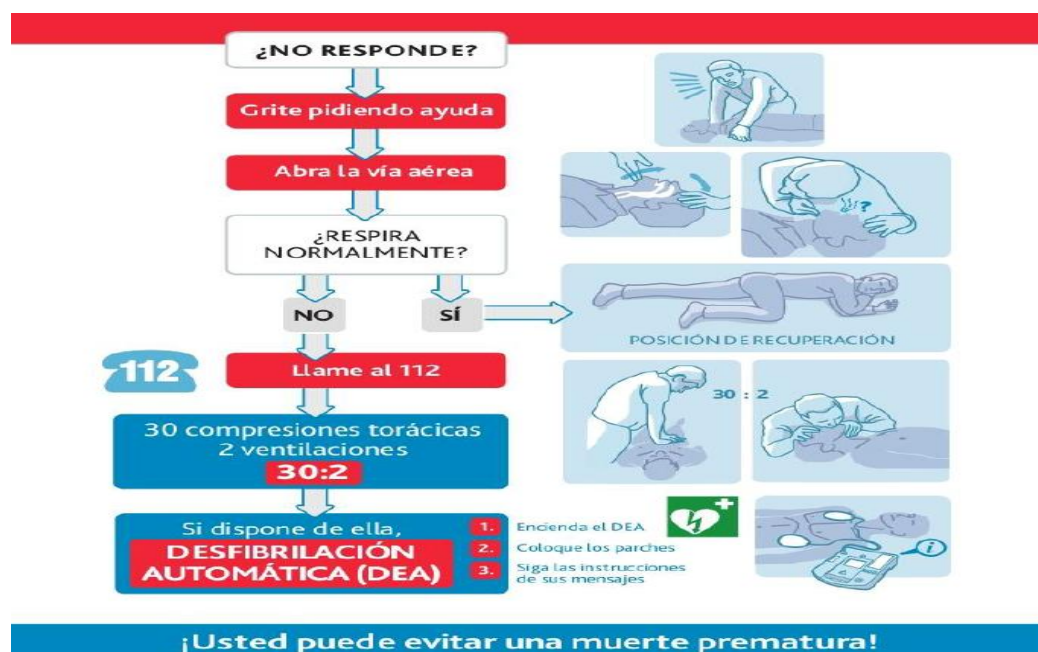 ¿NO RESPONDE?
Grite pidiendo ayuda
Abra la vía aérea
¿RESPIRA
NORMALMENTE?
NO
SÍ
POSICIÓN DE RECUPERACIÓN
112
Llame al 112
30 : 2
30 compresiones torácicas
2 ventilaciones
30:2
Si dispone de ella,
DESFIBRILACIÓN
AUTOMÁTICA (DEA)
1. Encienda el DEA
2. Coloque los parches
3. Siga las instrucciones
de sus mensajes
¡Usted puede evitar una muerte prematura!